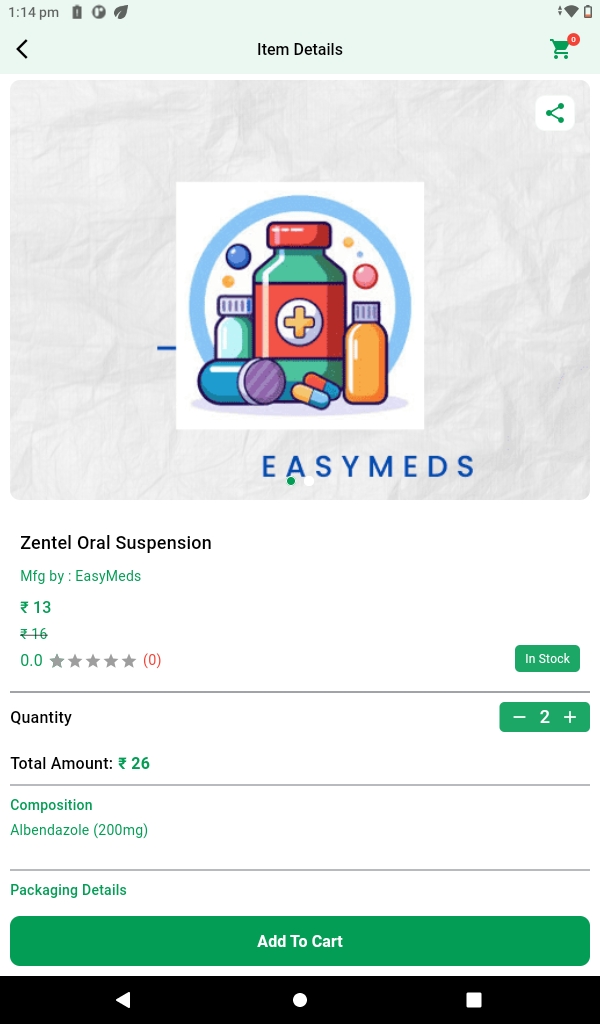 1:14 pm
Item Details
0
EASYMEDS
Zentel Oral Suspension
Mfg by : EasyMeds
₹ 13
₹ 16
0.0 (0)
In Stock
Quantity
2
Total Amount: ₹ 26
Composition
Albendazole (200mg)
Packaging Details
Add To Cart